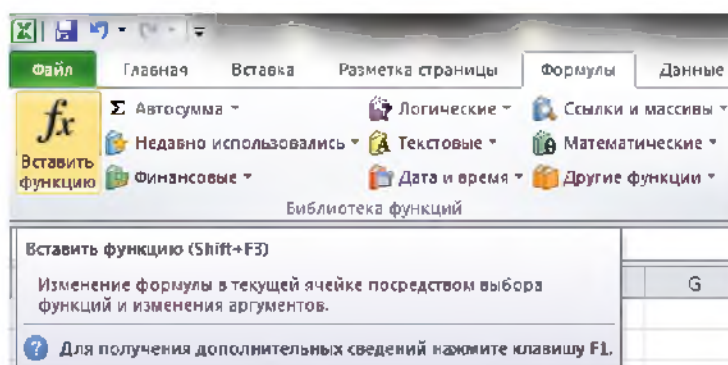 Файл Главная Вставка Разметка страницы Формулы Данные
fx Σ Автосумма Логические Ссылки и массивы
Недавно использовались Текстовые Математические
Вставить функцию Финансовые Дата и время Другие функции
Библиотека функций
Вставить функцию (Shift+F3)
Изменение формулы в текущей ячейке посредством выбора
функций и изменения аргументов.
Для получения дополнительных сведений нажмите клавишу F1.
G